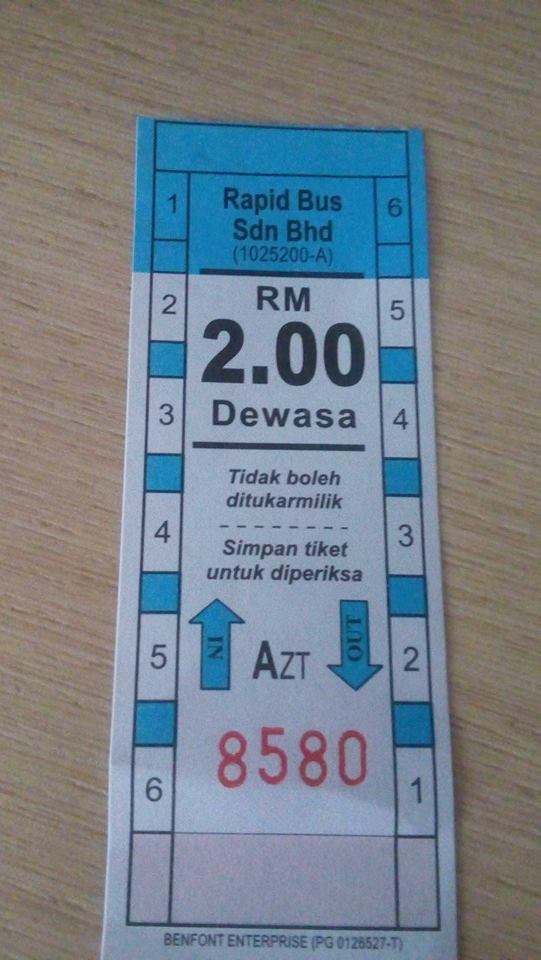 1 Rapid Bus 6
Sdn Bhd
(1025200-A)
2 RM 5
2.00
3 Dewasa 4
Tidak boleh
ditukarmilik
4 Simpan tiket 3
untuk diperiksa
5 IN AZT OUT 2
8580
6 1
BENFONT ENTERPRISE (PG 0126527-T)